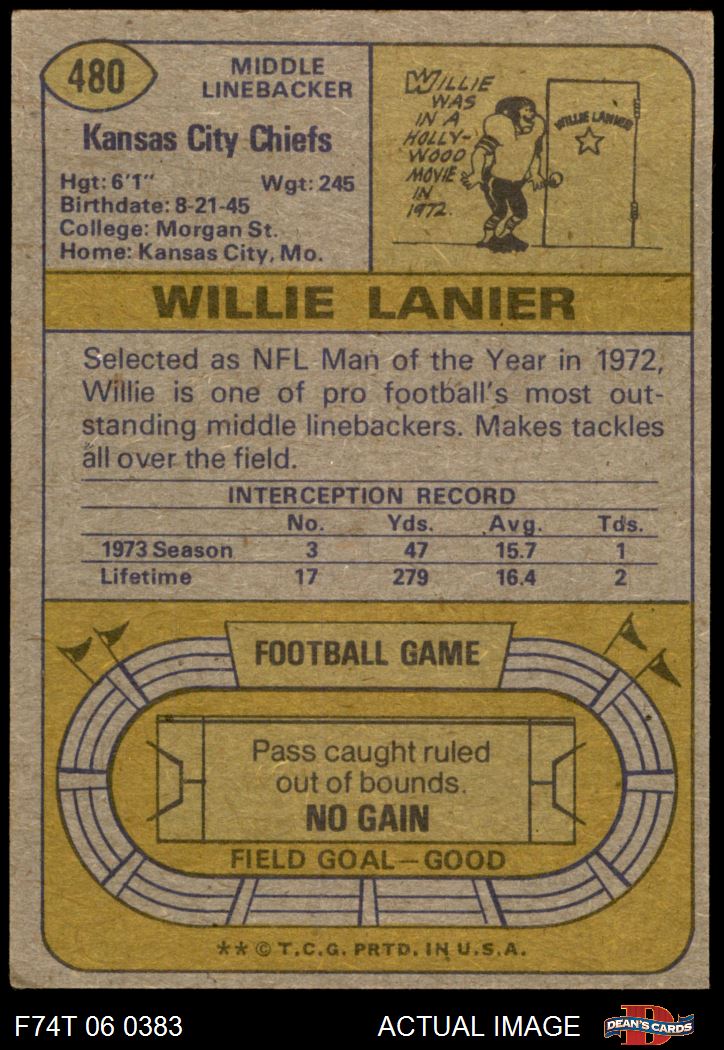 480
MIDDLE
LINEBACKER
Kansas City Chiefs
Hgt: 6'1" Wgt: 245
Birthdate: 8-21-45
College: Morgan St.
Home: Kansas City, Mo.
WILLIE
WAS
IN A
HOLLY-
WOOD
MOVIE
IN
1972.
WILLIE LANIER
WILLIE LANIER
Selected as NFL Man of the Year in 1972,
Willie is one of pro football's most out-
standing middle linebackers. Makes tackles
all over the field.
INTERCEPTION RECORD
No. Yds. Avg. Tds.
1973 Season 3 47 15.7 1
Lifetime 17 279 16.4 2
FOOTBALL GAME
Pass caught ruled
out of bounds.
NO GAIN
FIELD GOAL—GOOD
** © T.C.G. PRTD. IN U.S.A.
F74T 06 0383 ACTUAL IMAGE
D
DEAN'S CARDS